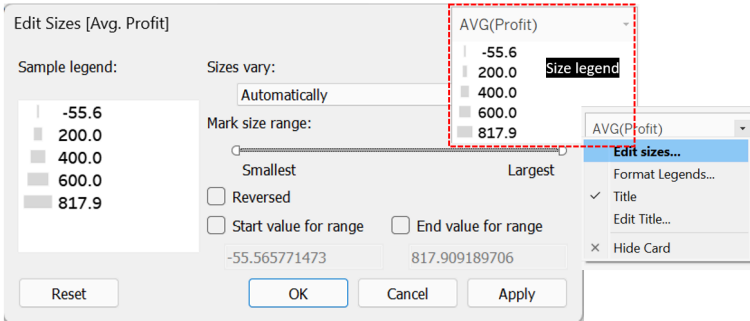 Edit Sizes [Avg. Profit]
Sample legend:
-55.6
200.0
400.0
600.0
817.9
Sizes vary:
Automatically
Mark size range:
Smallest Largest
Reversed
Start value for range End value for range
-55.565771473 817.909189706
Reset OK Cancel Apply
AVG(Profit)
-55.6
200.0
400.0
600.0
817.9
Size legend
AVG(Profit)
Edit sizes...
Format Legends...
Title
Edit Title...
Hide Card